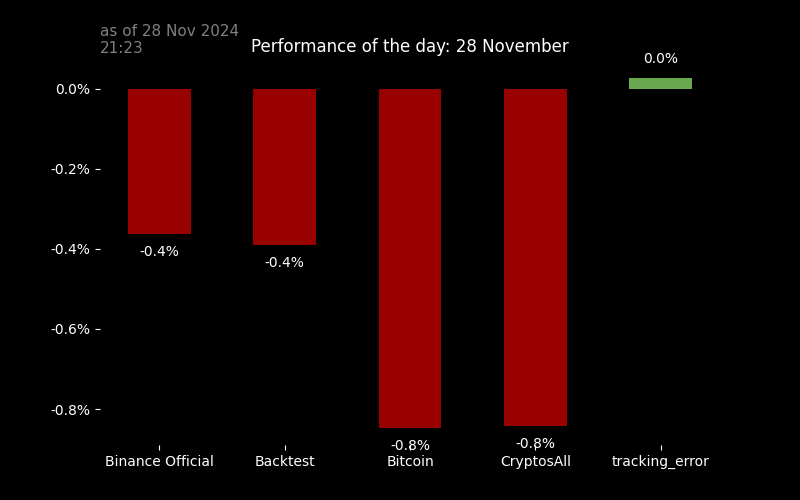 as of 28 Nov 2024
21:23
Performance of the day: 28 November
0.0%
0.0%
-0.2%
-0.4%
-0.6%
-0.8%
-0.4%
-0.4%
-0.8%
-0.8%
Binance Official
Backtest
Bitcoin
CryptosAll
tracking_error